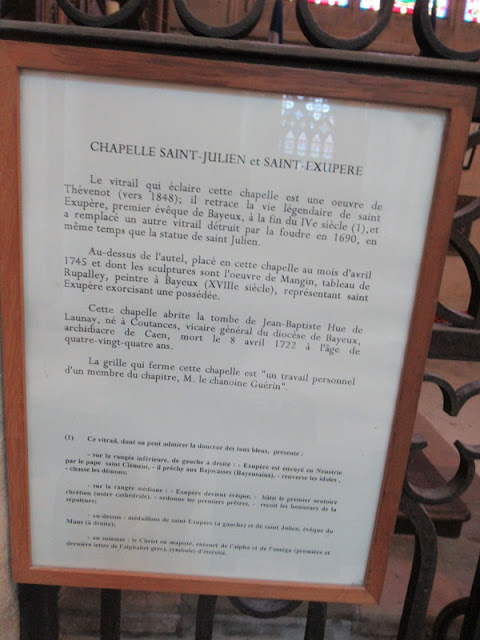 CHAPELLE SAINT-JULIEN et SAINT-EXUPERE
Le vitrail qui éclaire cette chapelle est une oeuvre de
Thévenot (vers 1848); il retrace la vie légendaire de saint
Exupère, premier évêque de Bayeux, à la fin du IVe siècle (1),et
a remplacé un autre vitrail détruit par la foudre en 1690, en
même temps que la statue de saint Julien.
Au-dessus de l'autel, placé en cette chapelle au mois d'avril
1745 et dont les sculptures sont l'oeuvre de Mangin, tableau de
Rupalley, peintre à Bayeux (XVIIIe siècle), représentant saint
Exupère exorcisant une possédée.
Cette chapelle abrite la tombe de Jean-Baptiste Hue de
Launay, né à Coutances, vicaire général du diocèse de Bayeux,
archidiacre de Caen, mort le 8 avril 1722 à l'âge de
quatre-vingt-quatre ans.
La grille qui ferme cette chapelle est "un travail personnel
d'un membre du chapitre, M. le chanoine Guérin".
(1) Ce vitrail, dont on peut admirer la douceur des tons bleus, présente :
- sur la rangée inférieure, de gauche à droite : - Exupère est envoyé en Neustrie
par le pape saint Clément, - il prêche aux Bajocasses (Bayeusains), - renverse les idoles,
- chasse les démons;
- sur la rangée médiane : - Exupère devient évêque, - bâtit le premier oratoire
chrétien (notre cathédrale), - ordonne les premiers prêtres, - reçoit les honneurs de la
sépulture;
- au-dessus : médaillons de saint Exupère (à gauche) et de saint Julien, évêque du
Mans (à droite);
- au sommet : le Christ en majesté, entouré de l'alpha et de l'oméga (première et
dernière lettre de l'alphabet grec), symboles d'éternité.